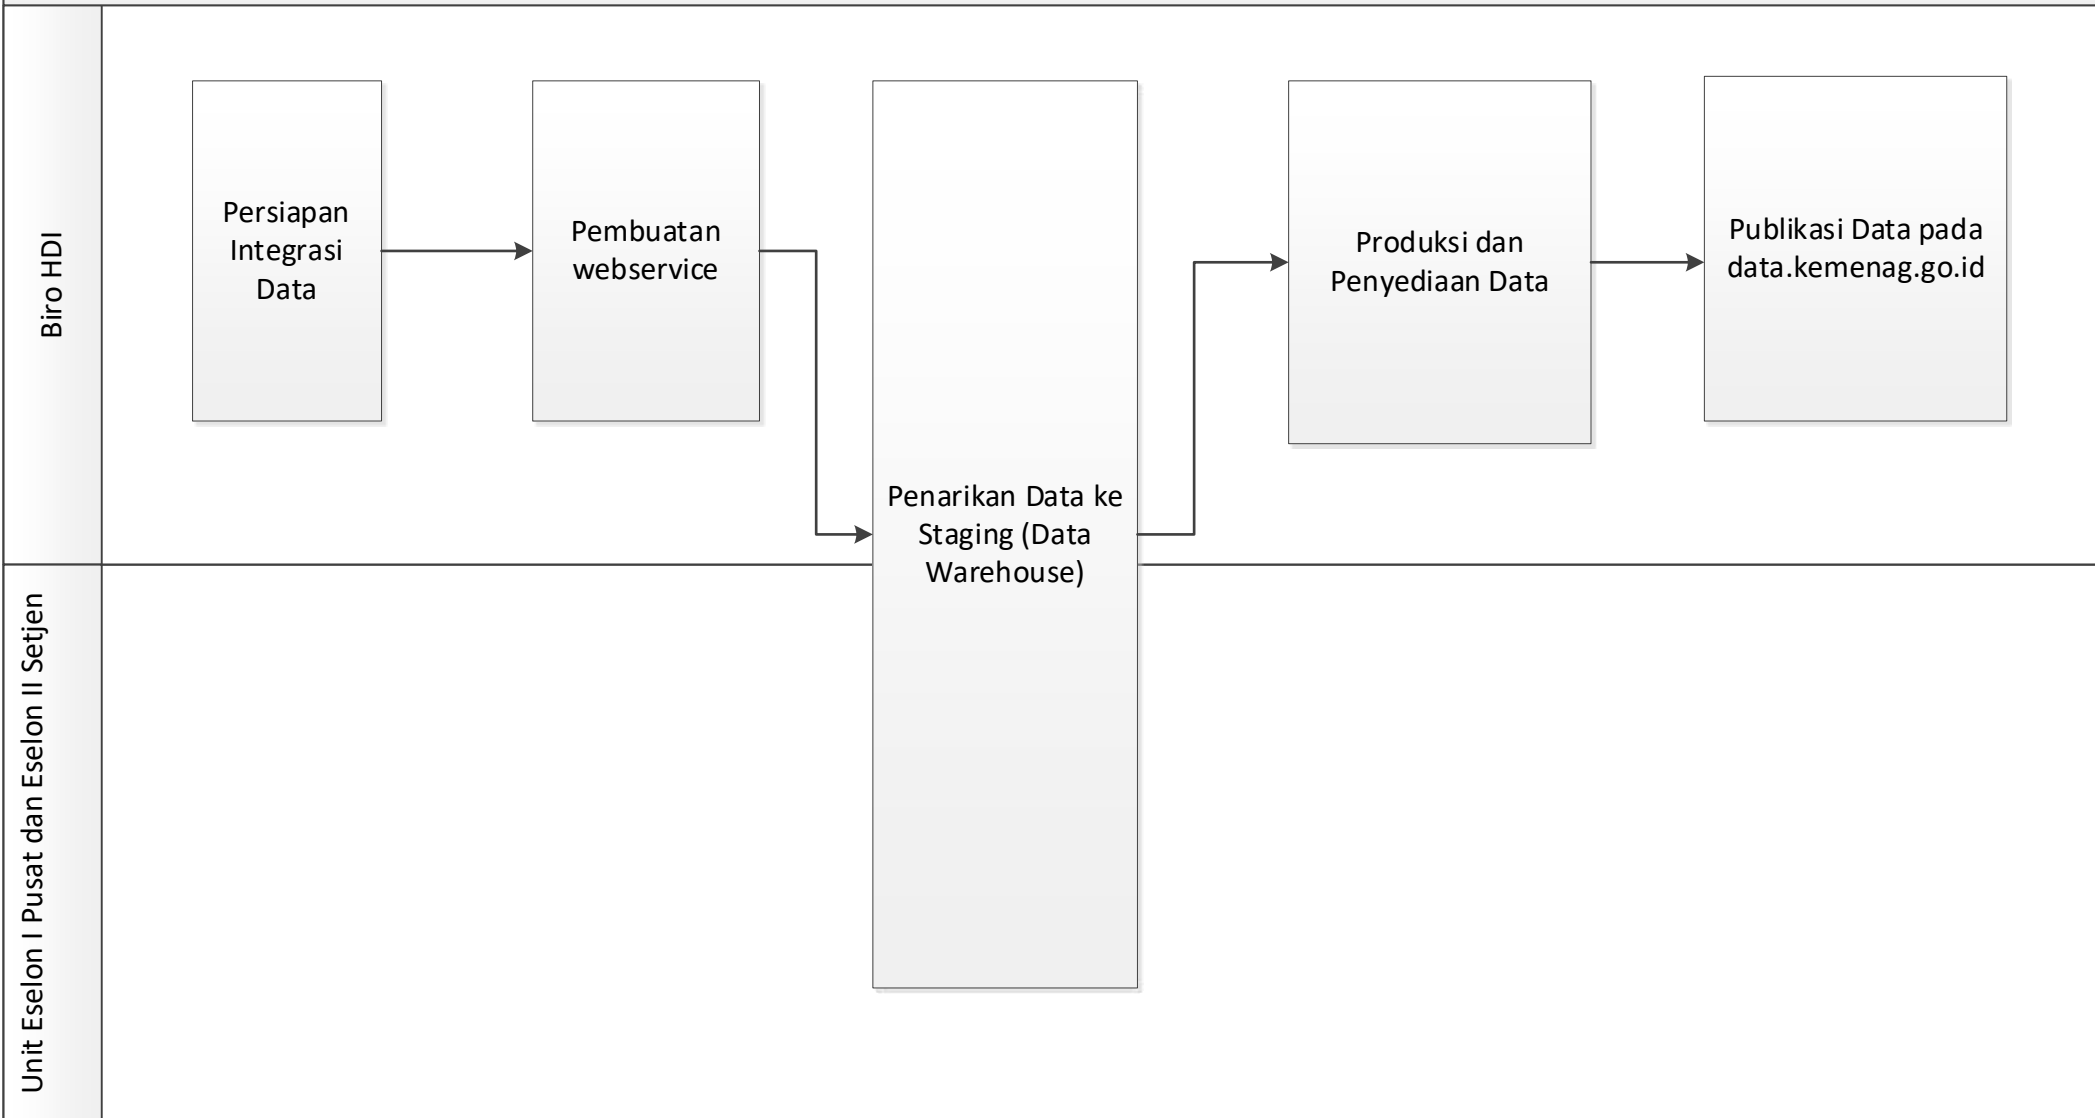 Biro HDI
Persiapan
Integrasi
Data
Pembuatan
webservice
Penarikan Data ke
Staging (Data
Warehouse)
Produksi dan
Penyediaan Data
Publikasi Data pada
data.kemenag.go.id
Unit Eselon I Pusat dan Eselon II Setjen